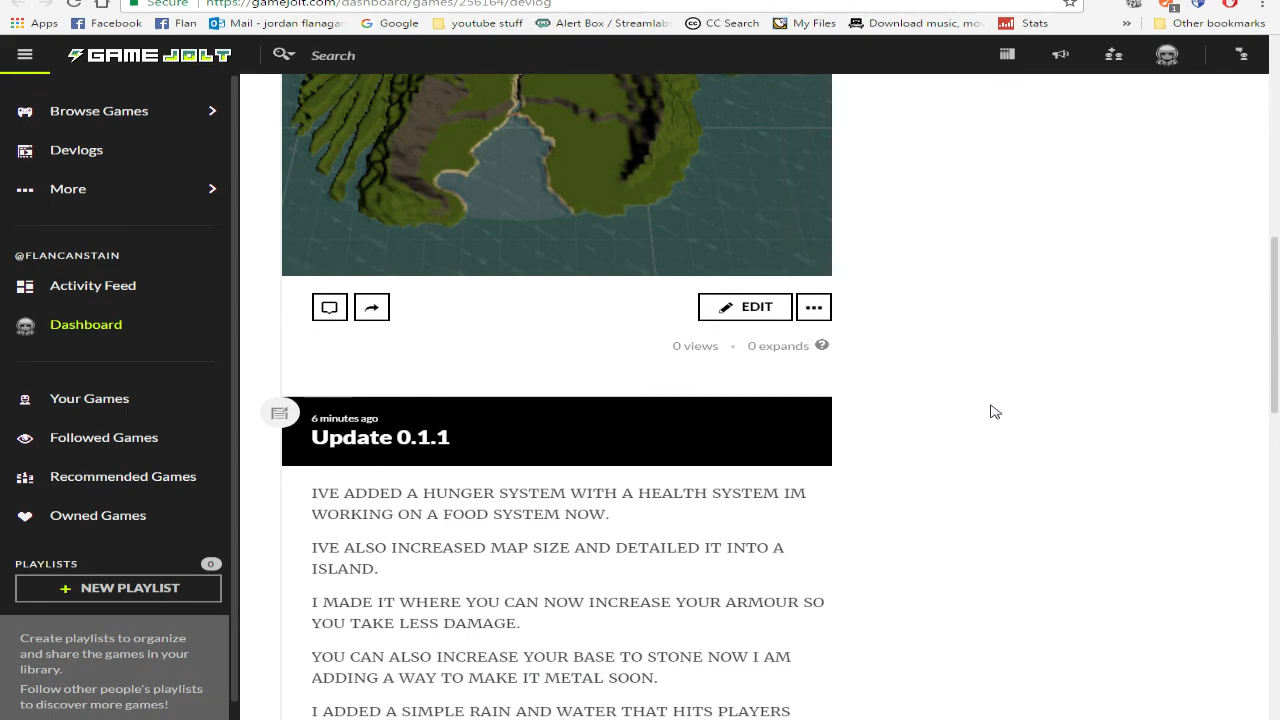 Secure https://gamejolt.com/dashboard/games/256164/devlog
Apps Facebook Flan Mail - jordan flanagan Google youtube stuff Alert Box / Streamlabs Search My Files Download music, mov Stats » Other bookmarks
GAME JOLT Search 1
Browse Games
Devlogs
More
@FLANCANSTAIN
Activity Feed
Dashboard
Your Games
Followed Games
Recommended Games
Owned Games
PLAYLISTS 0
+ NEW PLAYLIST
Create playlists to organize
and share the games in your
library.
Follow other people's playlists
to discover more games!
EDIT
0 views • 0 expands ?
6 minutes ago
Update 0.1.1
IVE ADDED A HUNGER SYSTEM WITH A HEALTH SYSTEM IM
WORKING ON A FOOD SYSTEM NOW.
IVE ALSO INCREASED MAP SIZE AND DETAILED IT INTO A
ISLAND.
I MADE IT WHERE YOU CAN NOW INCREASE YOUR ARMOUR SO
YOU TAKE LESS DAMAGE.
YOU CAN ALSO INCREASE YOUR BASE TO STONE NOW I AM
ADDING A WAY TO MAKE IT METAL SOON.
I ADDED A SIMPLE RAIN AND WATER THAT HITS PLAYERS